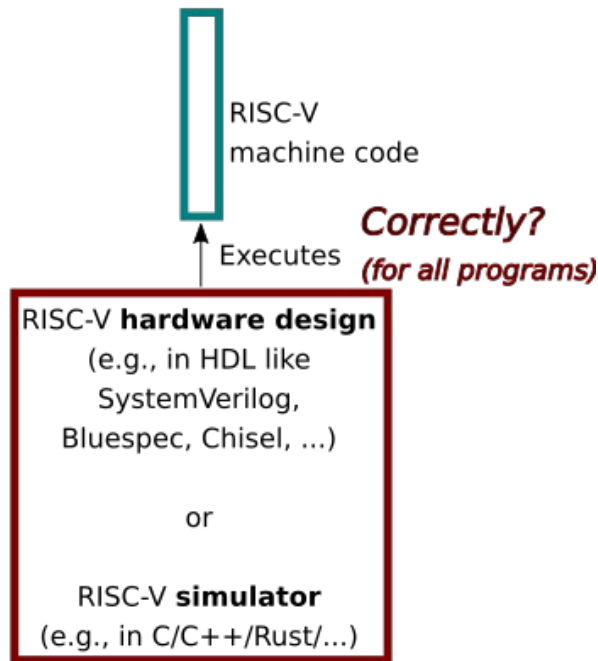 RISC-V
machine code
Correctly?
Executes
(for all programs)
RISC-V hardware design
(e.g., in HDL like
SystemVerilog,
Bluespec, Chisel, ...)
or
RISC-V simulator
(e.g., in C/C++/Rust/...)